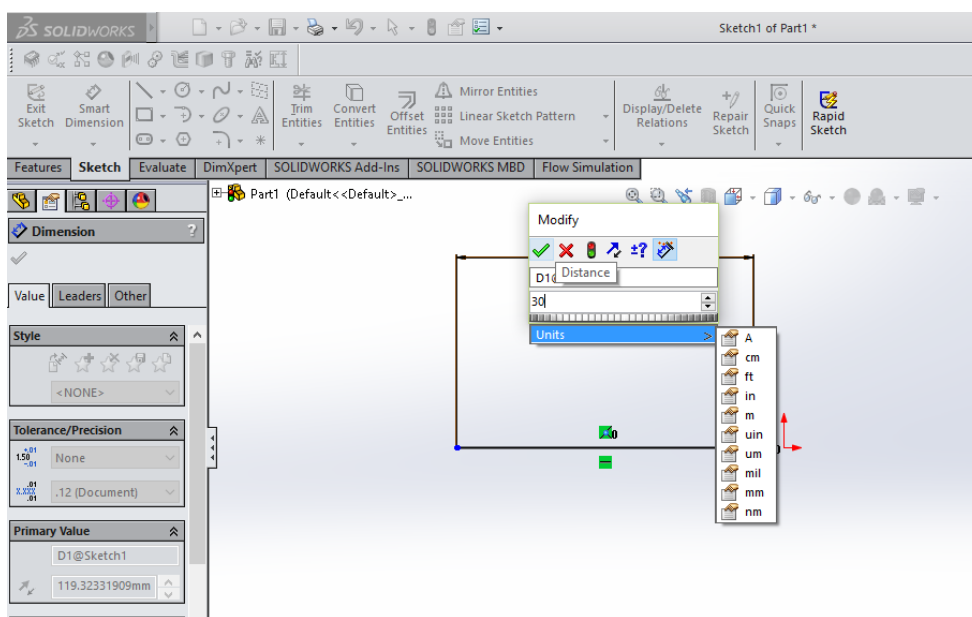 SOLIDWORKS
Sketch1 of Part1 *
Exit Sketch
Smart Dimension
Trim Entities
Convert Entities
Offset Entities
Mirror Entities
Linear Sketch Pattern
Move Entities
Display/Delete Relations
Repair Sketch
Quick Snaps
Rapid Sketch
Features Sketch Evaluate DimXpert SOLIDWORKS Add-Ins SOLIDWORKS MBD Flow Simulation
Part1 (Default<<Default>_...
Dimension ?
Value Leaders Other
Style
<NONE>
Tolerance/Precision
None
.12 (Document)
Primary Value
D1@Sketch1
119.32331909mm
Modify
±?
Distance
30
Units >
A
cm
ft
in
m
uin
um
mil
mm
nm
0